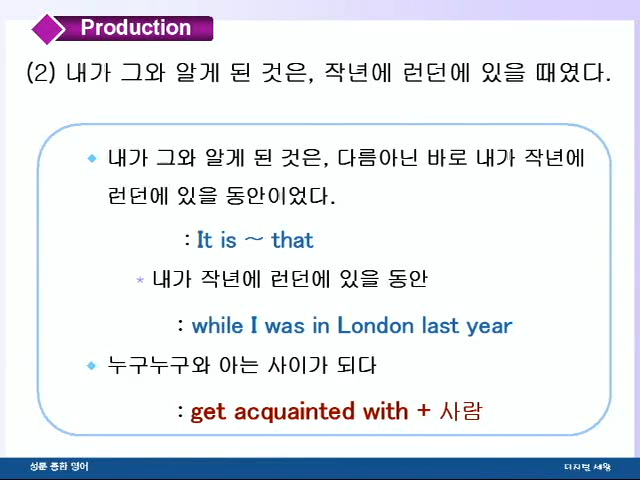 Production
(2) 내가 그와 알게 된 것은, 작년에 런던에 있을 때였다.
◆ 내가 그와 알게 된 것은, 다름아닌 바로 내가 작년에
런던에 있을 동안이었다.
: It is ~ that
* 내가 작년에 런던에 있을 동안
: while I was in London last year
◆ 누구누구와 아는 사이가 되다
: get acquainted with + 사람
성문 종합 영어
디지털 세왕